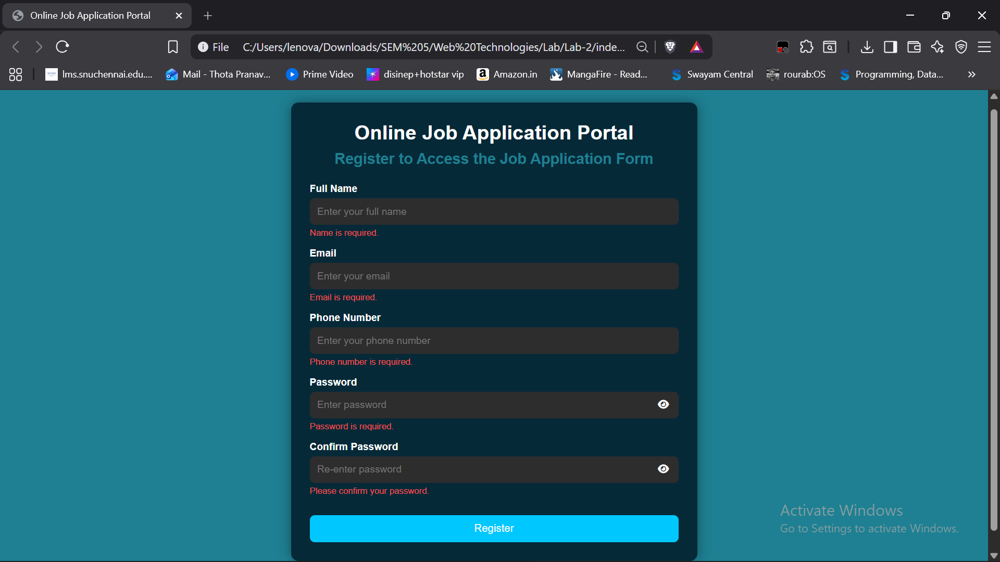 Online Job Application Portal
File C:/Users/lenova/Downloads/SEM%205/Web%20Technologies/Lab/Lab-2/inde...
lms.snuchennai.edu.... Mail - Thota Pranav... Prime Video disinep+hotstar vip Amazon.in MangaFire - Read... Swayam Central rourab:OS Programming, Data...
Online Job Application Portal
Register to Access the Job Application Form
Full Name
Enter your full name
Name is required.
Email
Enter your email
Email is required.
Phone Number
Enter your phone number
Phone number is required.
Password
Enter password
Password is required.
Confirm Password
Re-enter password
Please confirm your password.
Register
Activate Windows
Go to Settings to activate Windows.